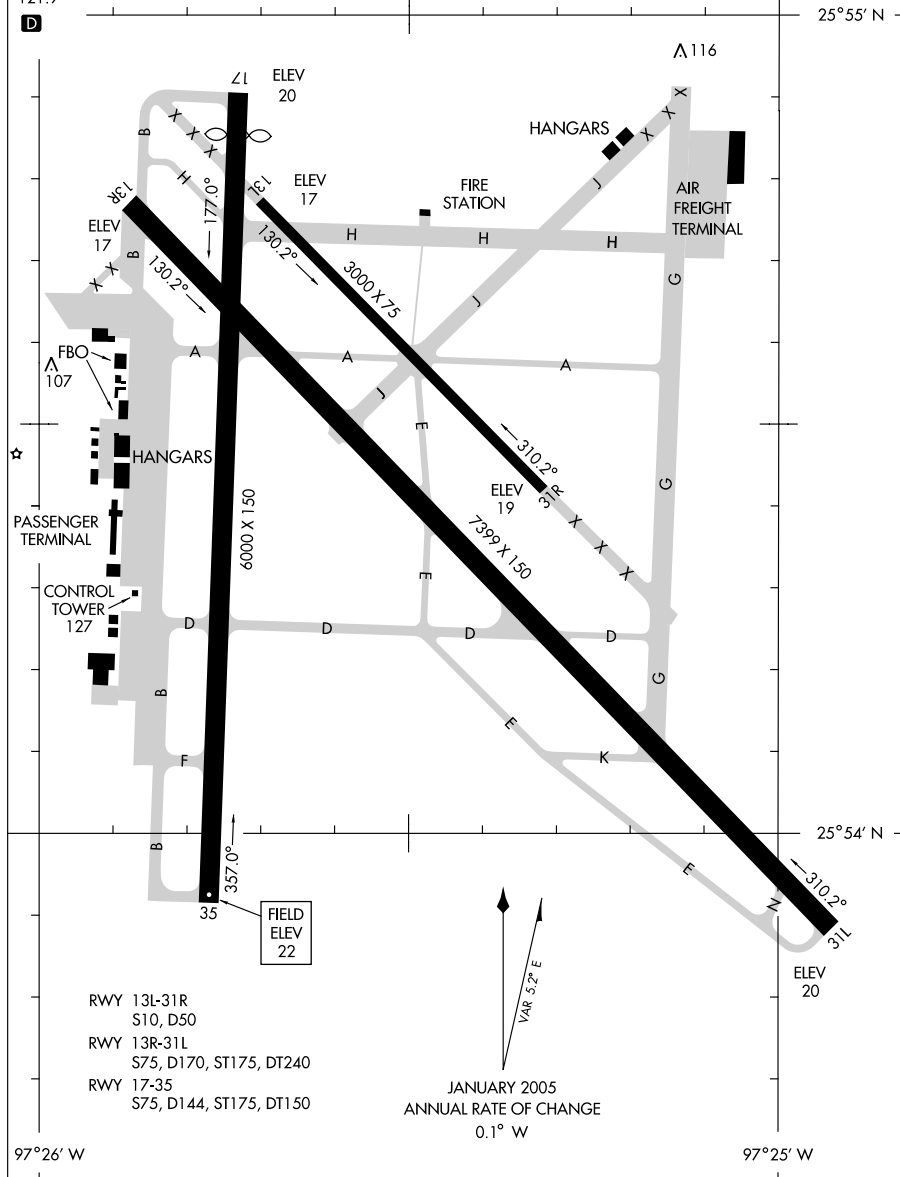 121.9
D
25°55' N
116
17
ELEV
20
HANGARS
B
X
X
X
X
X
X
J
13R
H
177.0°
13L
ELEV
17
FIRE
STATION
AIR
FREIGHT
TERMINAL
ELEV
17
B
X
X
130.2°
130.2°
H
H
H
3000 X 75
J
G
FBO
107
A
A
A
J
E
HANGARS
310.2°
ELEV
19
31R
G
X
X
X
PASSENGER
TERMINAL
6000 X 150
7399 X 150
CONTROL
TOWER
127
E
D
D
D
D
B
G
E
F
K
25°54' N
B
357.0°
E
N
310.2°
31L
35
FIELD
ELEV
22
ELEV
20
VAR 5.2° E
RWY 13L-31R
S10, D50
RWY 13R-31L
S75, D170, ST175, DT240
RWY 17-35
S75, D144, ST175, DT150
JANUARY 2005
ANNUAL RATE OF CHANGE
0.1° W
97°26' W
97°25' W